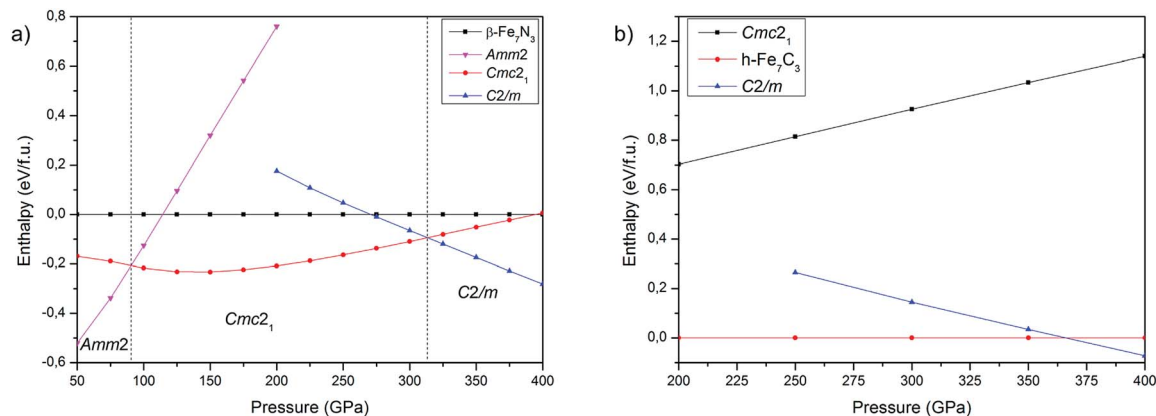 a)
0,8
0,6
0,4
0,2
0,0
-0,2
-0,4
-0,6
Enthalpy (eV/f.u.)
β-Fe₇N₃
Amm2
Cmc2₁
C2/m
Amm2
Cmc2₁
C2/m
50 100 150 200 250 300 350 400
Pressure (GPa)
b)
1,2
1,0
0,8
0,6
0,4
0,2
0,0
Enthalpy (eV/f.u.)
Cmc2₁
h-Fe₇C₃
C2/m
200 225 250 275 300 325 350 375 400
Pressure (GPa)